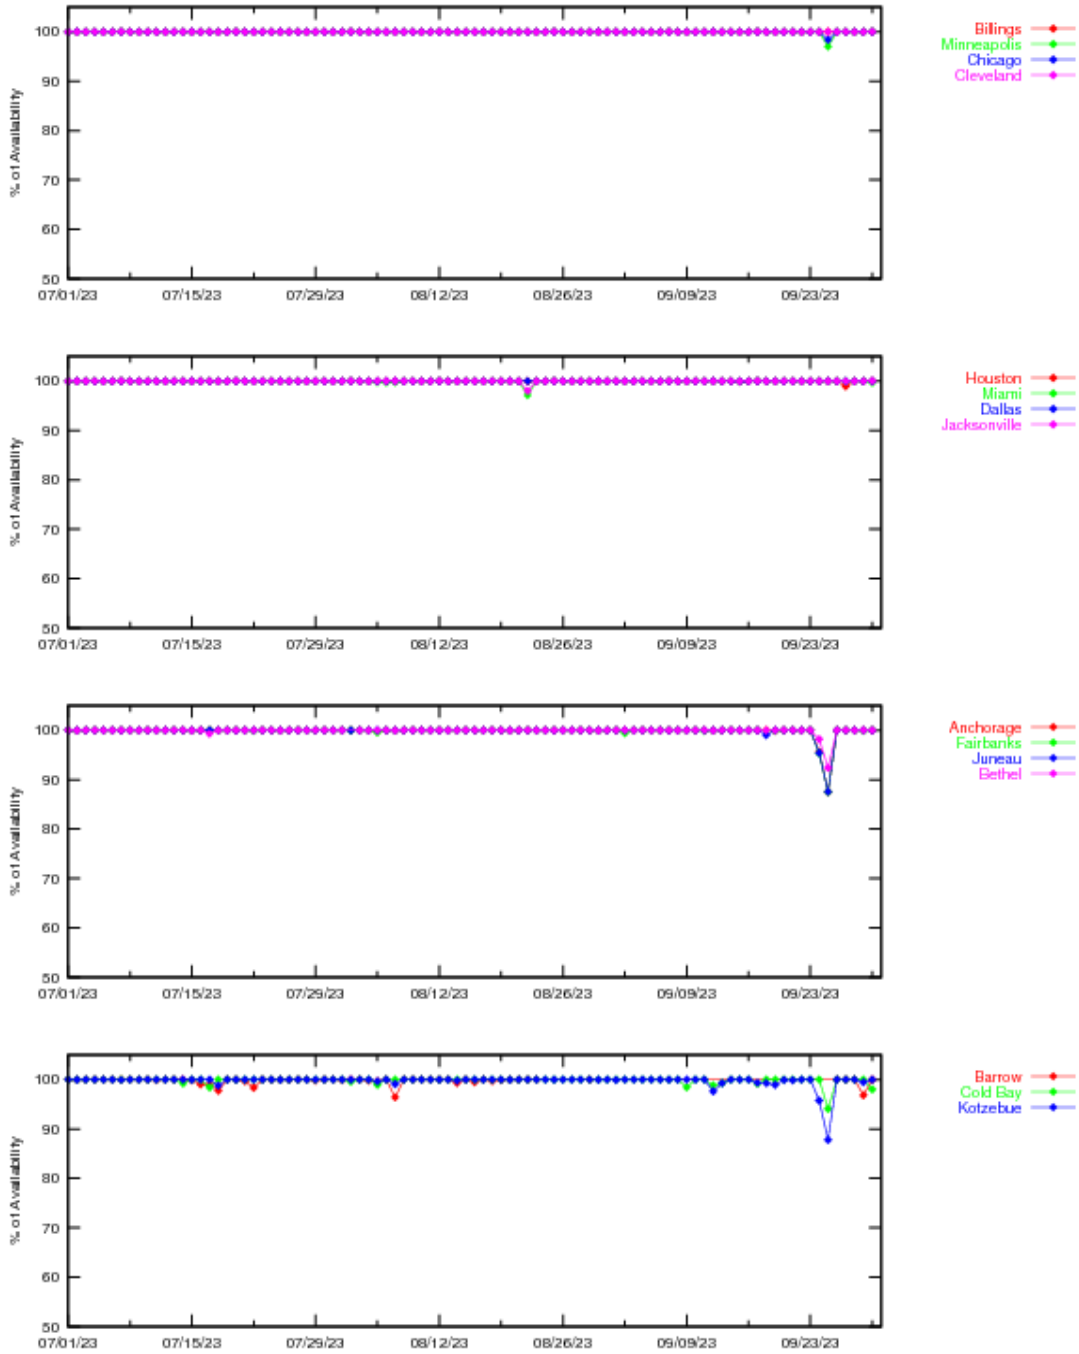 100
90
80
70
60
50
% of Availability
07/01/23 07/15/23 07/29/23 08/12/23 08/26/23 09/09/23 09/23/23
Billings
Minneapolis
Chicago
Cleveland
100
90
80
70
60
50
% of Availability
07/01/23 07/15/23 07/29/23 08/12/23 08/26/23 09/09/23 09/23/23
Houston
Miami
Dallas
Jacksonville
100
90
80
70
60
50
% of Availability
07/01/23 07/15/23 07/29/23 08/12/23 08/26/23 09/09/23 09/23/23
Anchorage
Fairbanks
Juneau
Bethel
100
90
80
70
60
50
% of Availability
07/01/23 07/15/23 07/29/23 08/12/23 08/26/23 09/09/23 09/23/23
Barrow
Cold Bay
Kotzebue